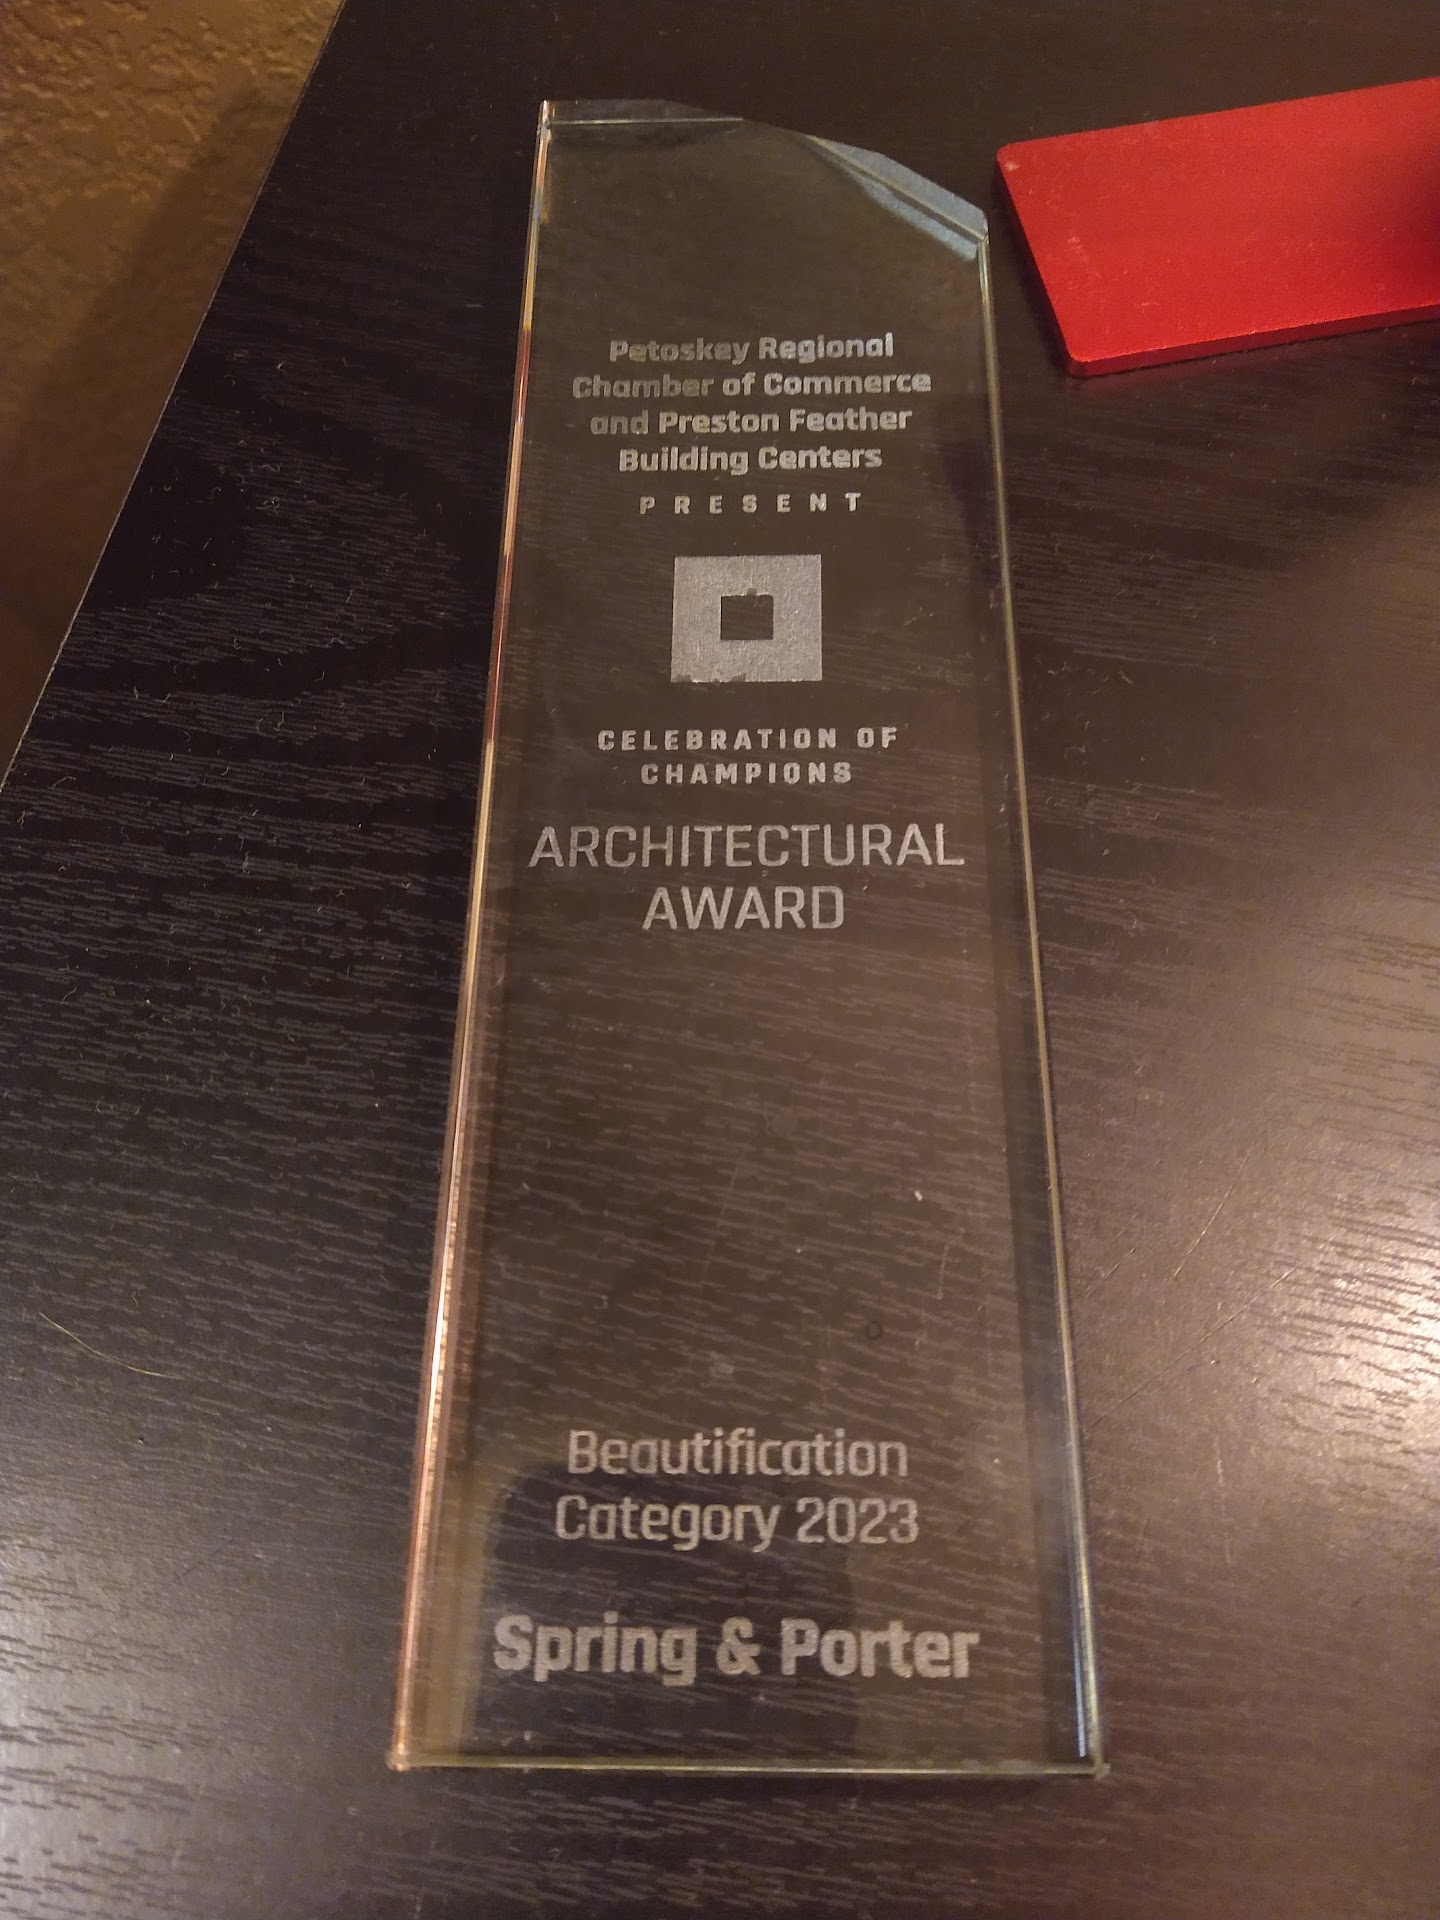 Petoskey Regional
Chamber of Commerce
and Preston Feather
Building Centers
PRESENT
CELEBRATION OF
CHAMPIONS
ARCHITECTURAL
AWARD
Beautification
Category 2023
Spring & Porter